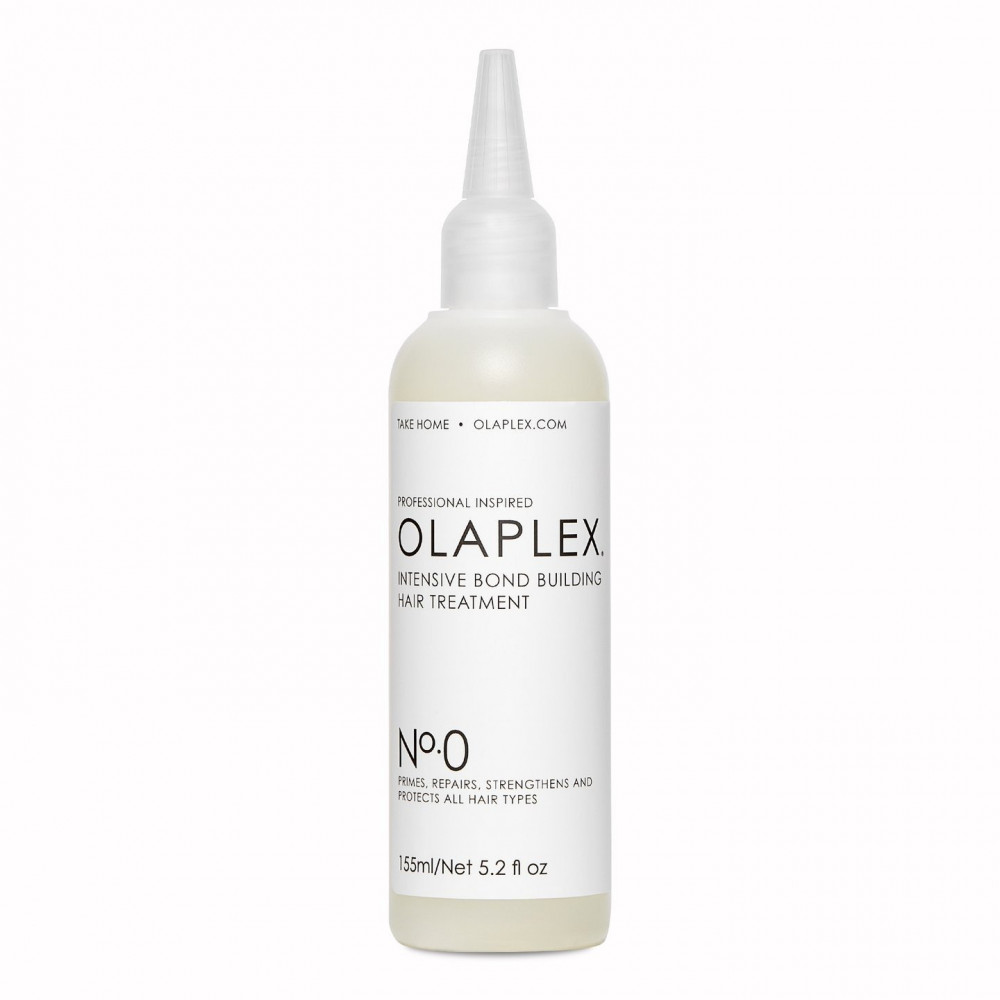 TAKE HOME • OLAPLEX.COM
PROFESSIONAL INSPIRED
OLAPLEX.
INTENSIVE BOND BUILDING
HAIR TREATMENT
Nº.0
PRIMES, REPAIRS, STRENGTHENS AND
PROTECTS ALL HAIR TYPES
155ml/Net 5.2 fl oz